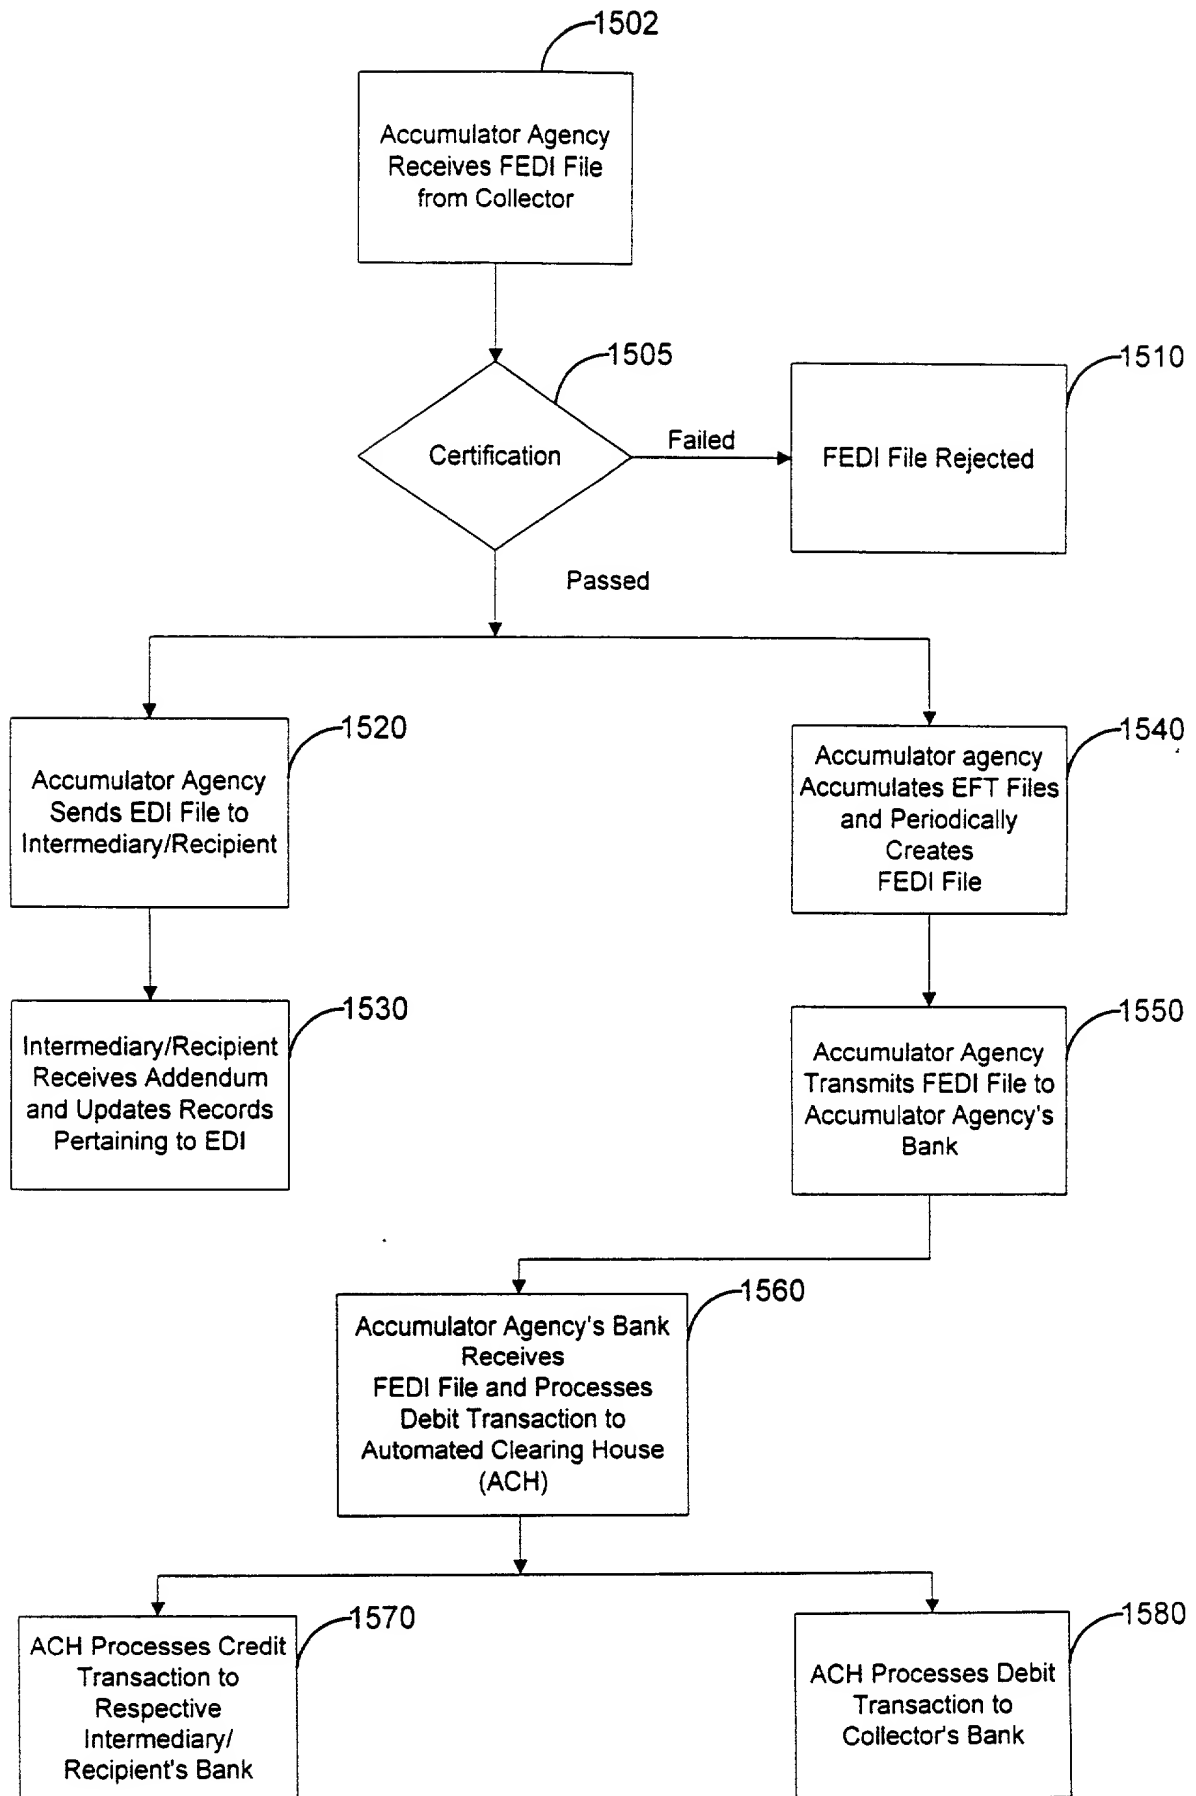 1502
Accumulator Agency
Receives FEDI File
from Collector
1505
Certification
Failed
1510
FEDI File Rejected
Passed
1520
Accumulator Agency
Sends EDI File to
Intermediary/Recipient
1540
Accumulator agency
Accumulates EFT Files
and Periodically
Creates
FEDI File
1530
Intermediary/Recipient
Receives Addendum
and Updates Records
Pertaining to EDI
1550
Accumulator Agency
Transmits FEDI File to
Accumulator Agency's
Bank
1560
Accumulator Agency's Bank
Receives
FEDI File and Processes
Debit Transaction to
Automated Clearing House
(ACH)
1570
ACH Processes Credit
Transaction to
Respective
Intermediary/
Recipient's Bank
1580
ACH Processes Debit
Transaction to
Collector's Bank